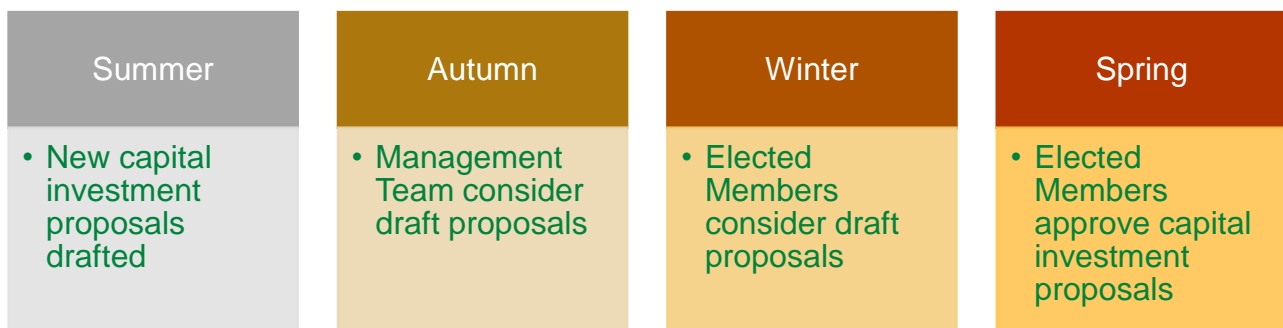 Summer
• New capital
investment
proposals
drafted
Autumn
• Management
Team consider
draft proposals
Winter
• Elected
Members
consider draft
proposals
Spring
• Elected
Members
approve capital
investment
proposals